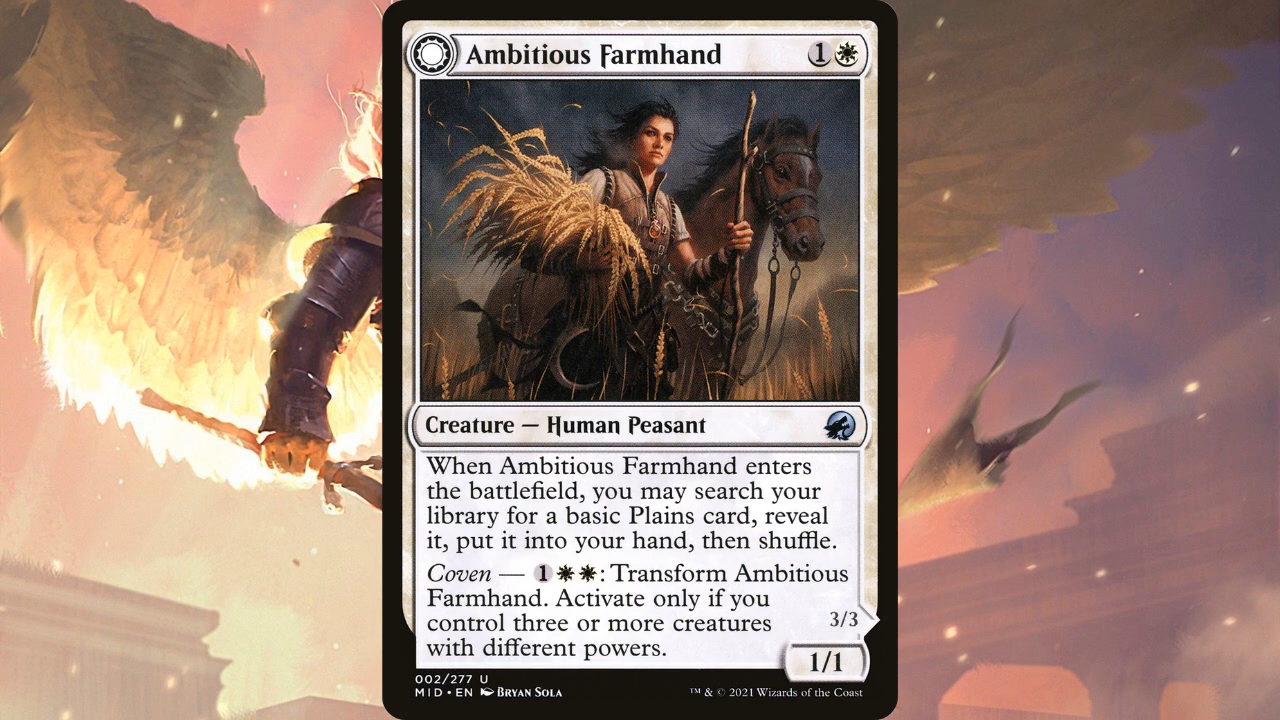 Ambitious Farmhand 1
Creature — Human Peasant
When Ambitious Farmhand enters
the battlefield, you may search your
library for a basic Plains card, reveal
it, put it into your hand, then shuffle.
Coven — 1: Transform Ambitious
Farmhand. Activate only if you
control three or more creatures
with different powers.
3/3
1/1
002/277 U
MID • EN Bryan Sola
™ & © 2021 Wizards of the Coast